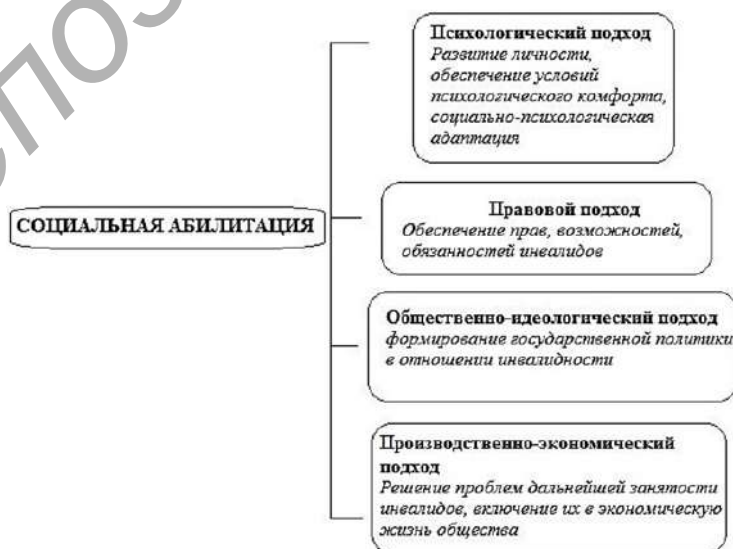 Психологический подход
Развитие личности,
обеспечение условий
психологического комфорта,
социально-психологическая
адаптация
СОЦИАЛЬНАЯ АБИЛИТАЦИЯ
Правовой подход
Обеспечение прав, возможностей,
обязанностей инвалидов
Общественно-идеологический подход
формирование государственной политики
в отношении инвалидности
Производственно-экономический
подход
Решение проблем дальнейшей занятости
инвалидов, включение их в экономическую
жизнь общества